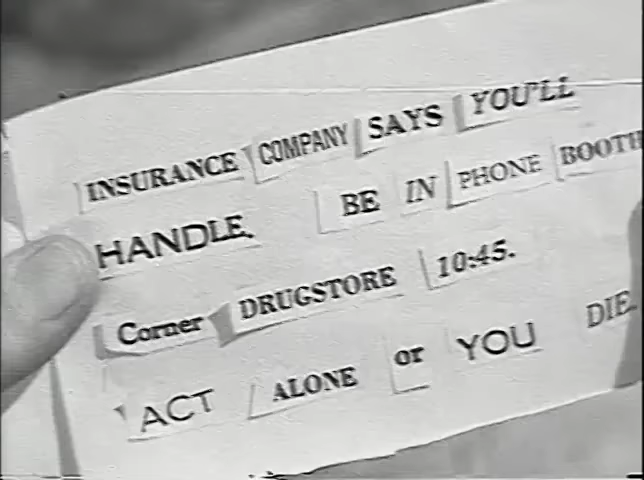 INSURANCE COMPANY SAYS YOU'LL
HANDLE. BE IN PHONE BOOTH
Corner DRUGSTORE 10:45.
ACT ALONE or YOU DIE